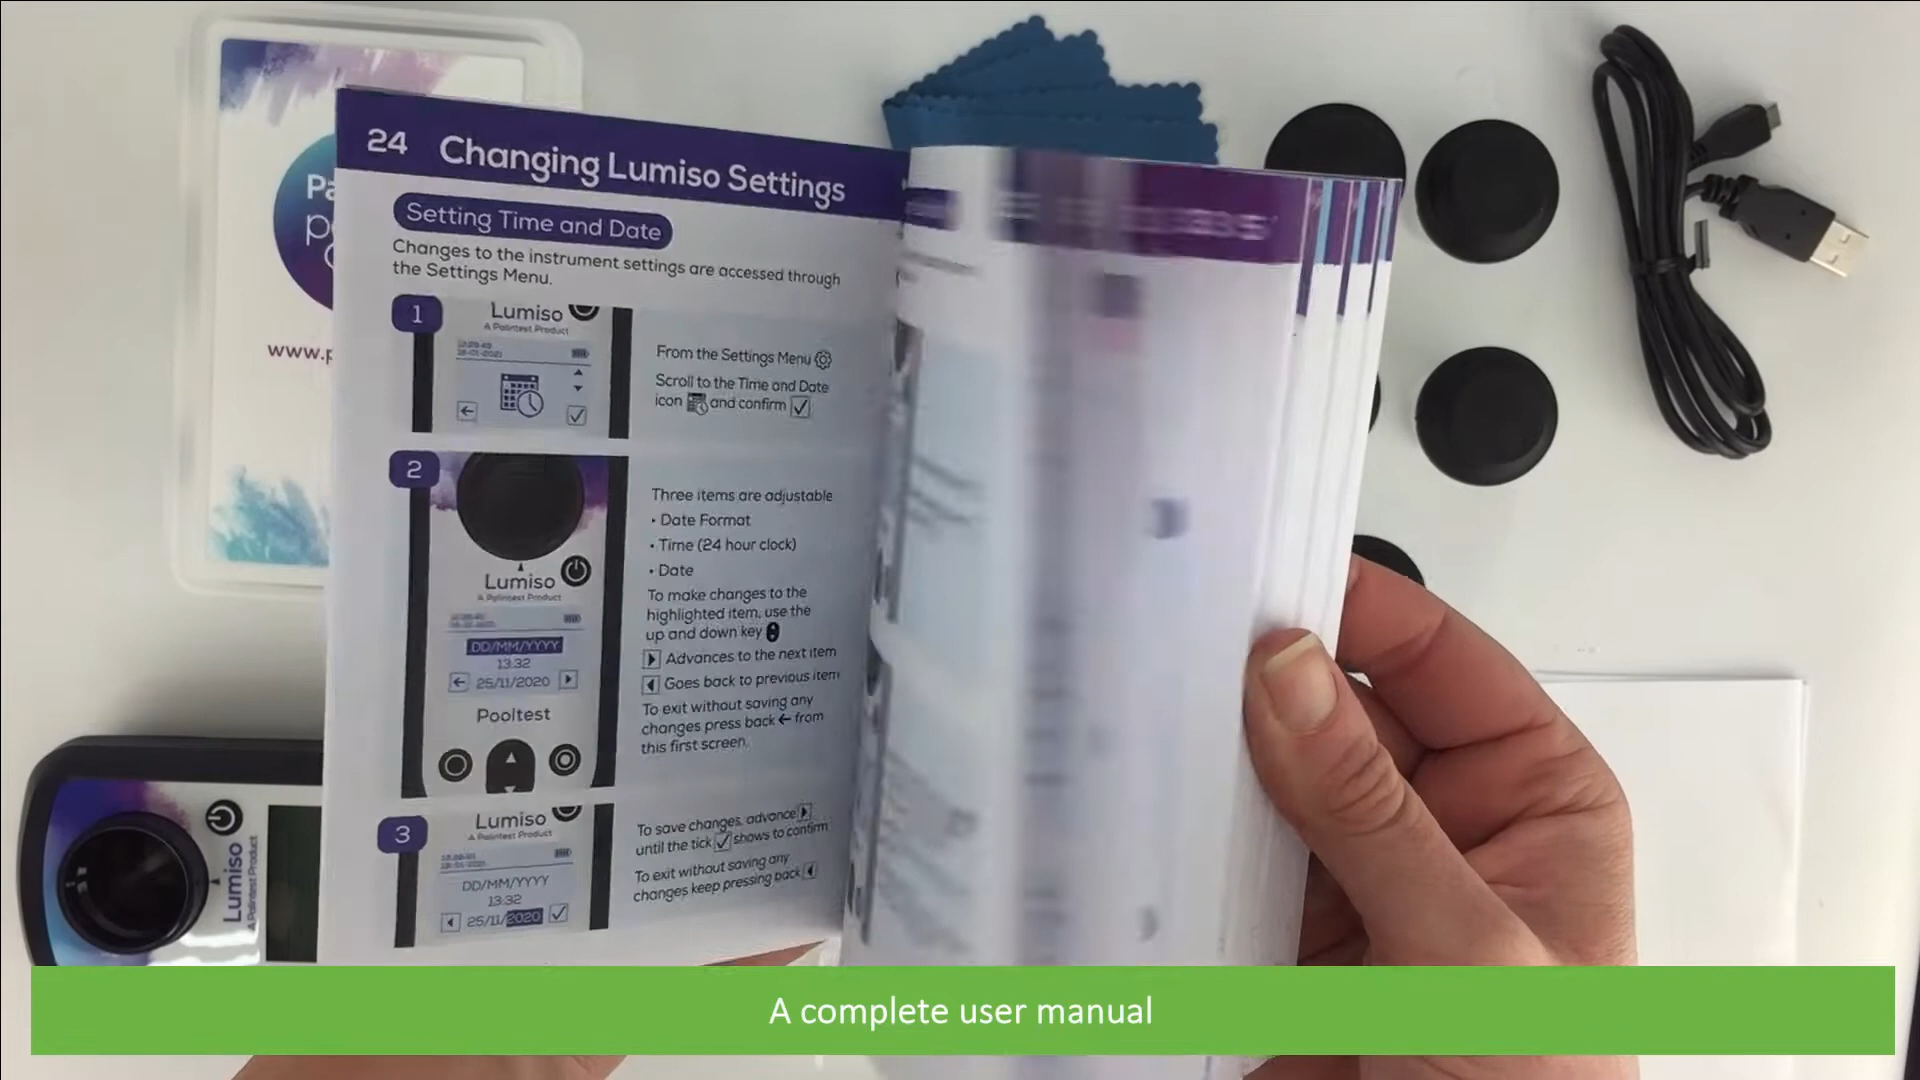 24 Changing Lumiso Settings
Setting Time and Date
Changes to the instrument settings are accessed through
the Settings Menu.
1
Lumiso
A Palintest Product
From the Settings Menu
Scroll to the Time and Date
icon and confirm
2
Lumiso
A Palintest Product
DD/MM/YYYY
13:32
25/11/2020
Pooltest
Three items are adjustable
• Date Format
• Time (24 hour clock)
• Date
To make changes to the
highlighted item, use the
up and down key
Advances to the next item
Goes back to previous item
To exit without saving any
changes press back ← from
this first screen.
3
Lumiso
A Palintest Product
DD/MM/YYYY
13:32
25/11/2020
To save changes, advance
until the tick shows to confirm
To exit without saving any
changes keep pressing back
Pa
www.p
Lumiso
A Palintest Product
A complete user manual